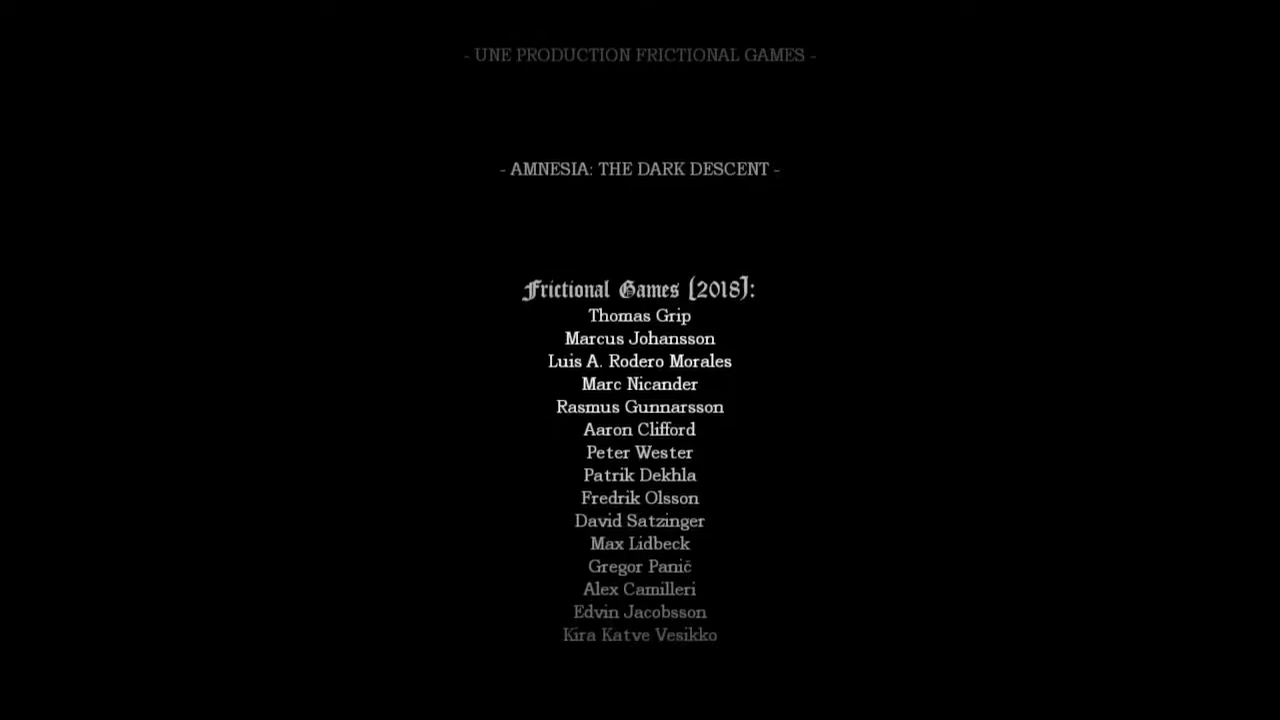 - UNE PRODUCTION FRICTIONAL GAMES -
- AMNESIA: THE DARK DESCENT -
Frictional Games [2018]:
Thomas Grip
Marcus Johansson
Luis A. Rodero Morales
Marc Nicander
Rasmus Gunnarsson
Aaron Clifford
Peter Wester
Patrik Dekhla
Fredrik Olsson
David Satzinger
Max Lidbeck
Gregor Panič
Alex Camilleri
Edvin Jacobsson
Kira Katve Vesikko